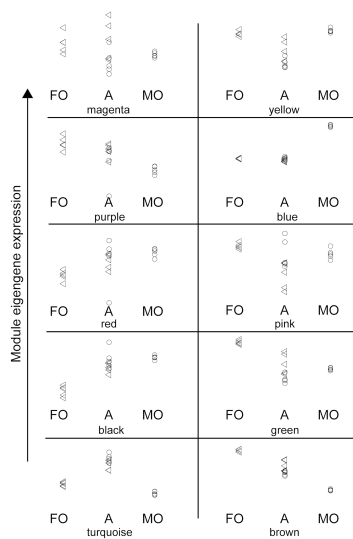 Module eigengene expression
FO A MO
magenta
FO A MO
yellow
FO A MO
purple
FO A MO
blue
FO A MO
red
FO A MO
pink
FO A MO
black
FO A MO
green
FO A MO
turquoise
FO A MO
brown